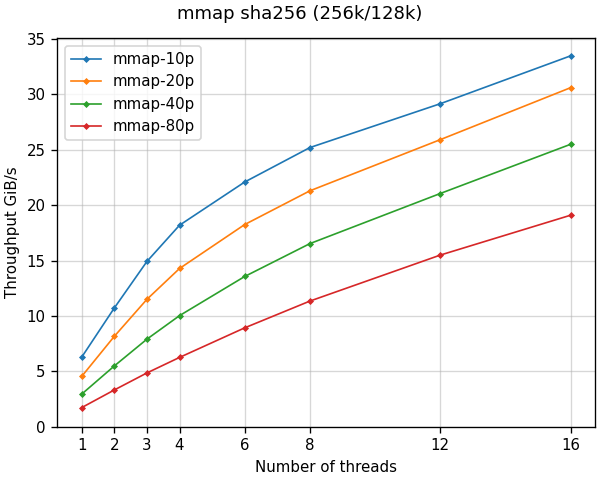 mmap sha256 (256k/128k)
35
30
25
20
15
10
5
0
Throughput GiB/s
mmap-10p
mmap-20p
mmap-40p
mmap-80p
1 2 3 4 6 8 12 16
Number of threads